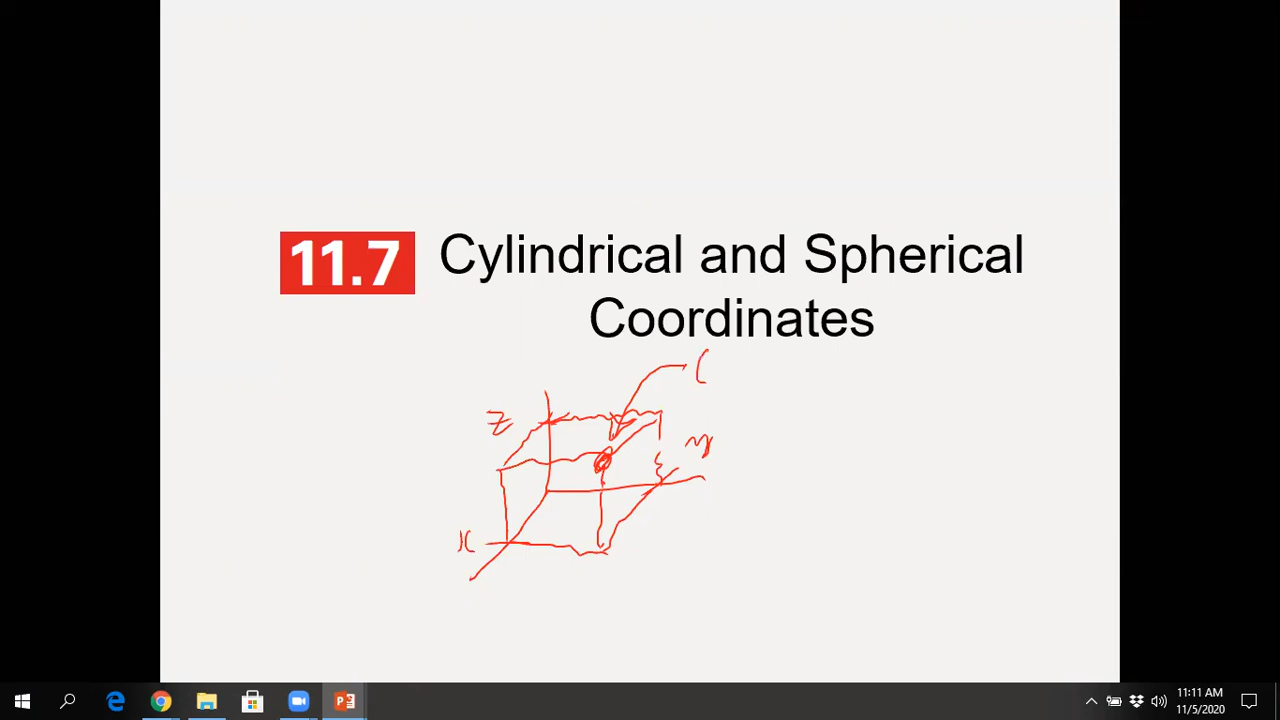 11.7 Cylindrical and Spherical
Coordinates
(
z
y
x
11:11 AM
11/5/2020